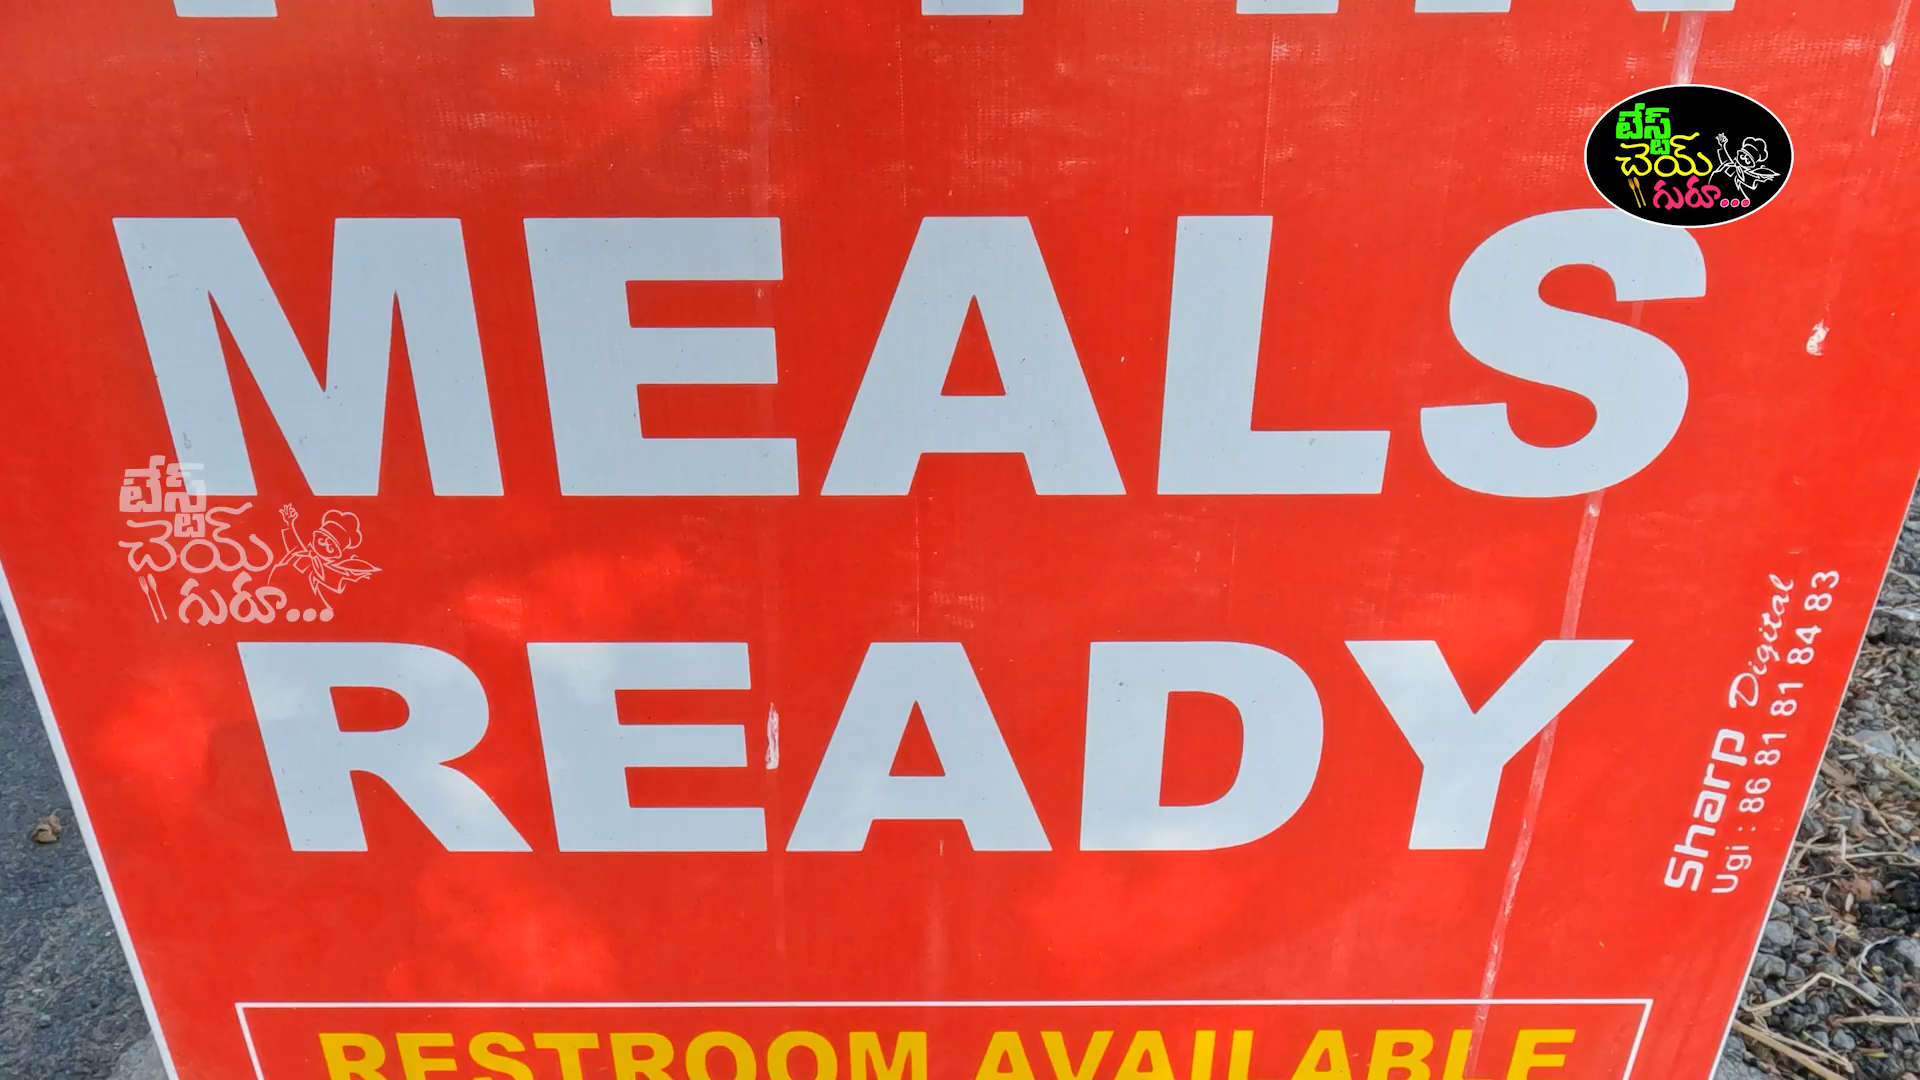 టేస్ట్
చెయ్
గురూ...
MEALS
టేస్ట్
చెయ్
గురూ...
READY
Sharp Digital
Ugi : 86 81 81 84 83
RESTROOM AVAILABLE